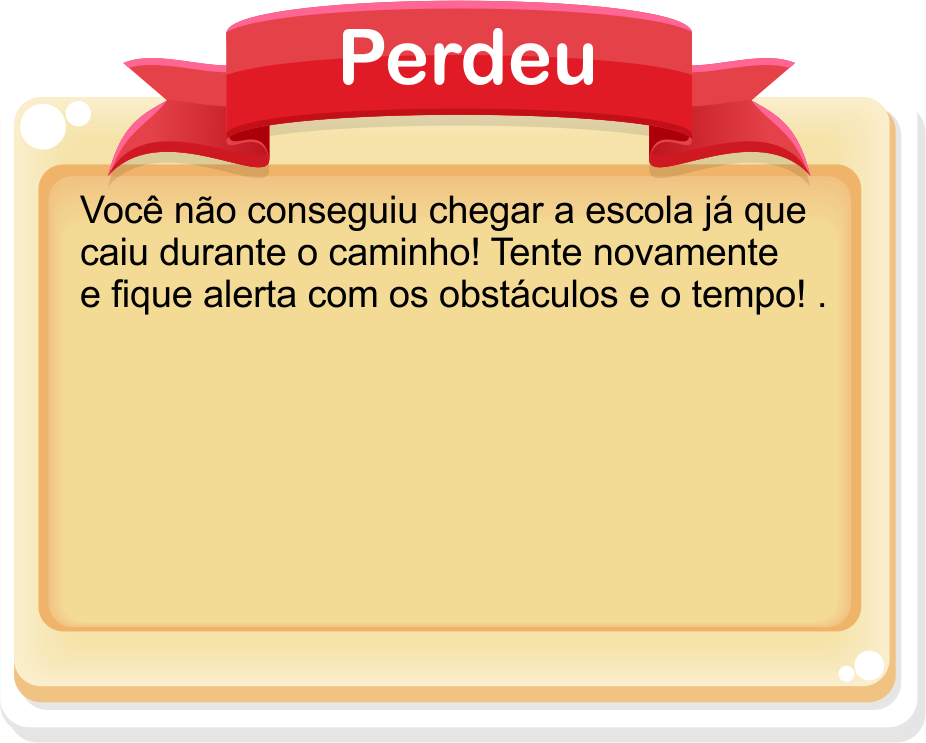 Perdeu
Você não conseguiu chegar a escola já que
caiu durante o caminho! Tente novamente
e fique alerta com os obstáculos e o tempo! .